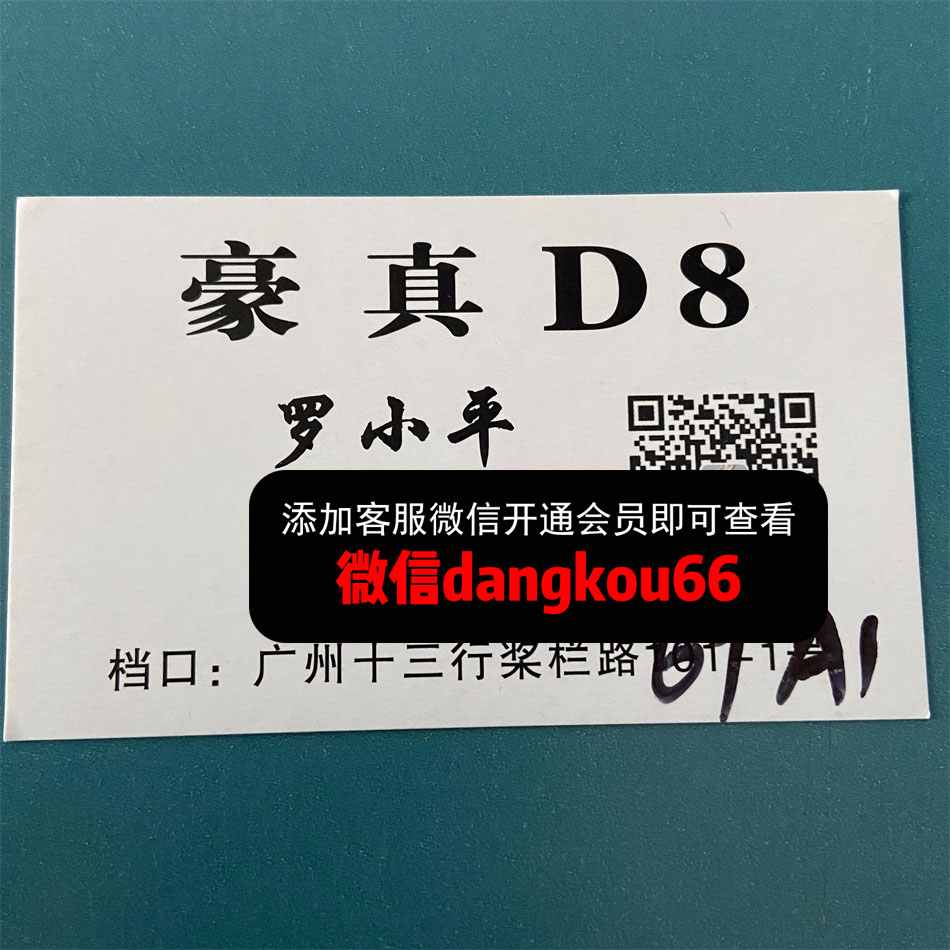 豪真D8
罗小平
添加客服微信开通会员即可查看
微信dangkou66
档口：广州十三行桨栏路
A1